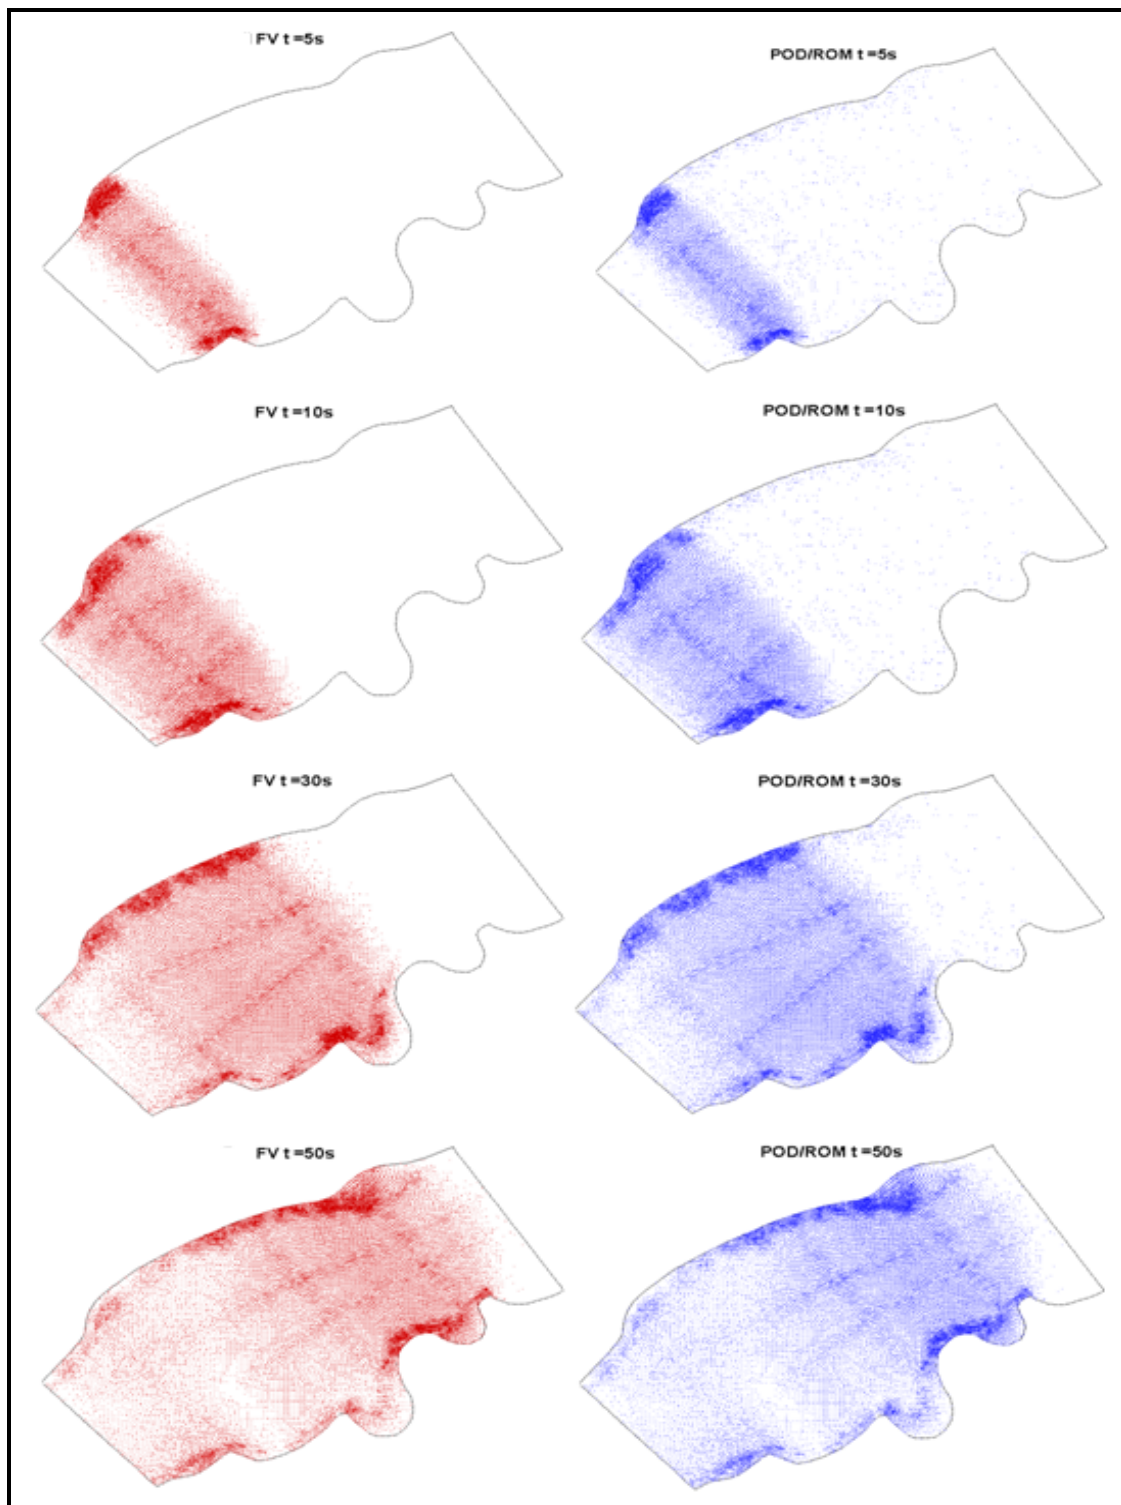 FV t=5s
POD/ROM t=5s
FV t=10s
POD/ROM t=10s
FV t=30s
POD/ROM t=30s
FV t=50s
POD/ROM t=50s